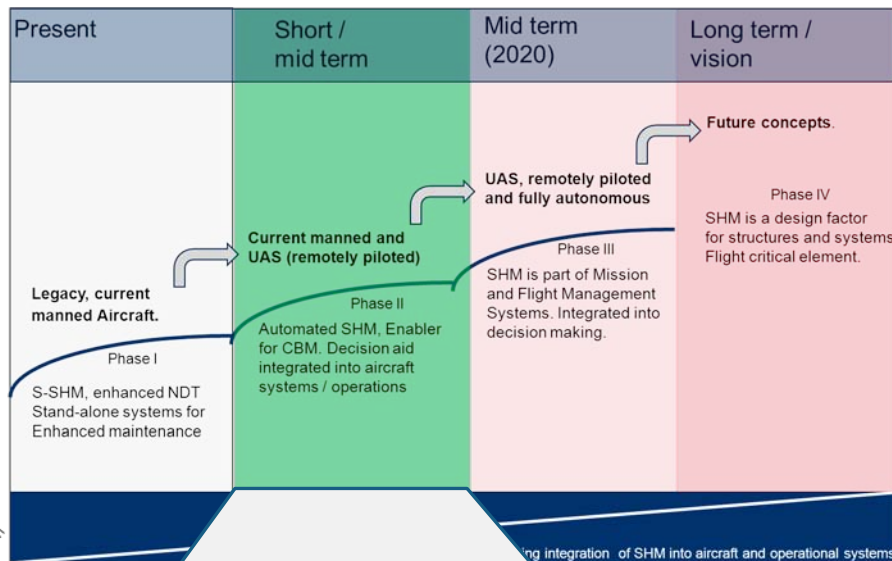 Present
Short /
mid term
Mid term
(2020)
Long term /
vision
Legacy, current
manned Aircraft.
Phase I
S-SHM, enhanced NDT
Stand-alone systems for
Enhanced maintenance
Current manned and
UAS (remotely piloted)
Phase II
Automated SHM, Enabler
for CBM. Decision aid
integrated into aircraft
systems / operations
UAS, remotely piloted
and fully autonomous
Phase III
SHM is part of Mission
and Flight Management
Systems. Integrated into
decision making.
Future concepts.
Phase IV
SHM is a design factor
for structures and systems
Flight critical element.
integration of SHM into aircraft and operational systems